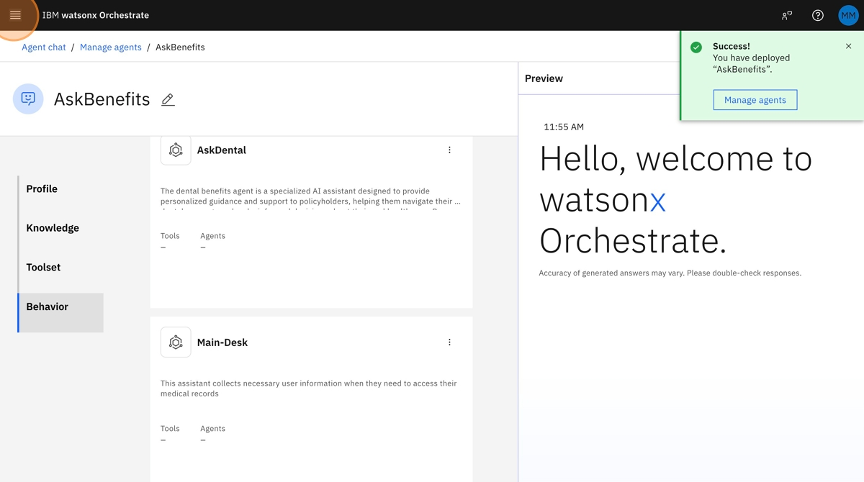 IBM watsonx Orchestrate
MM
Agent chat / Manage agents / AskBenefits
Success!
You have deployed
“AskBenefits”.
Manage agents
AskBenefits
Preview
Profile
Knowledge
Toolset
Behavior
AskDental
The dental benefits agent is a specialized AI assistant designed to provide
personalized guidance and support to policyholders, helping them navigate their ...
Tools Agents
– –
Main-Desk
This assistant collects necessary user information when they need to access their
medical records
Tools Agents
– –
11:55 AM
Hello, welcome to
watsonx
Orchestrate.
Accuracy of generated answers may vary. Please double-check responses.